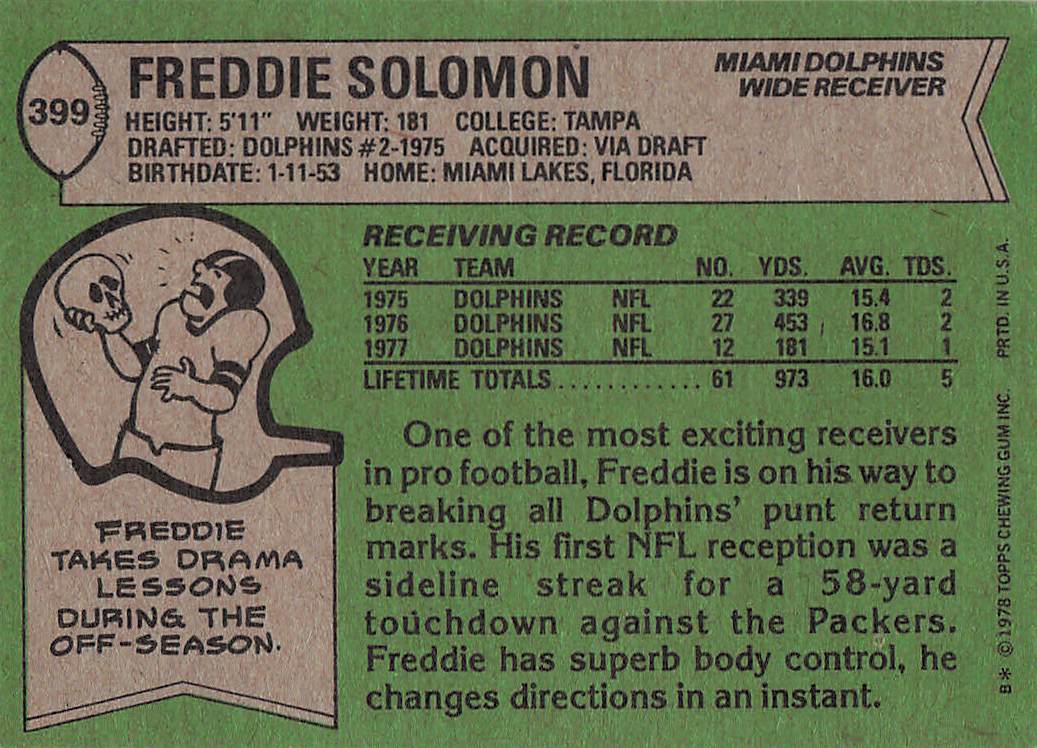 399
FREDDIE SOLOMON
MIAMI DOLPHINS
WIDE RECEIVER
HEIGHT: 5'11" WEIGHT: 181 COLLEGE: TAMPA
DRAFTED: DOLPHINS #2-1975 ACQUIRED: VIA DRAFT
BIRTHDATE: 1-11-53 HOME: MIAMI LAKES, FLORIDA
RECEIVING RECORD
YEAR TEAM NO. YDS. AVG. TDS.
1975 DOLPHINS NFL 22 339 15.4 2
1976 DOLPHINS NFL 27 453 16.8 2
1977 DOLPHINS NFL 12 181 15.1 1
LIFETIME TOTALS............ 61 973 16.0 5
One of the most exciting receivers
in pro football, Freddie is on his way to
breaking all Dolphins' punt return
marks. His first NFL reception was a
sideline streak for a 58-yard
touchdown against the Packers.
Freddie has superb body control, he
changes directions in an instant.
FREDDIE
TAKES DRAMA
LESSONS
DURING THE
OFF-SEASON.
B* © 1978 TOPPS CHEWING GUM INC. PRTD. IN U.S.A.